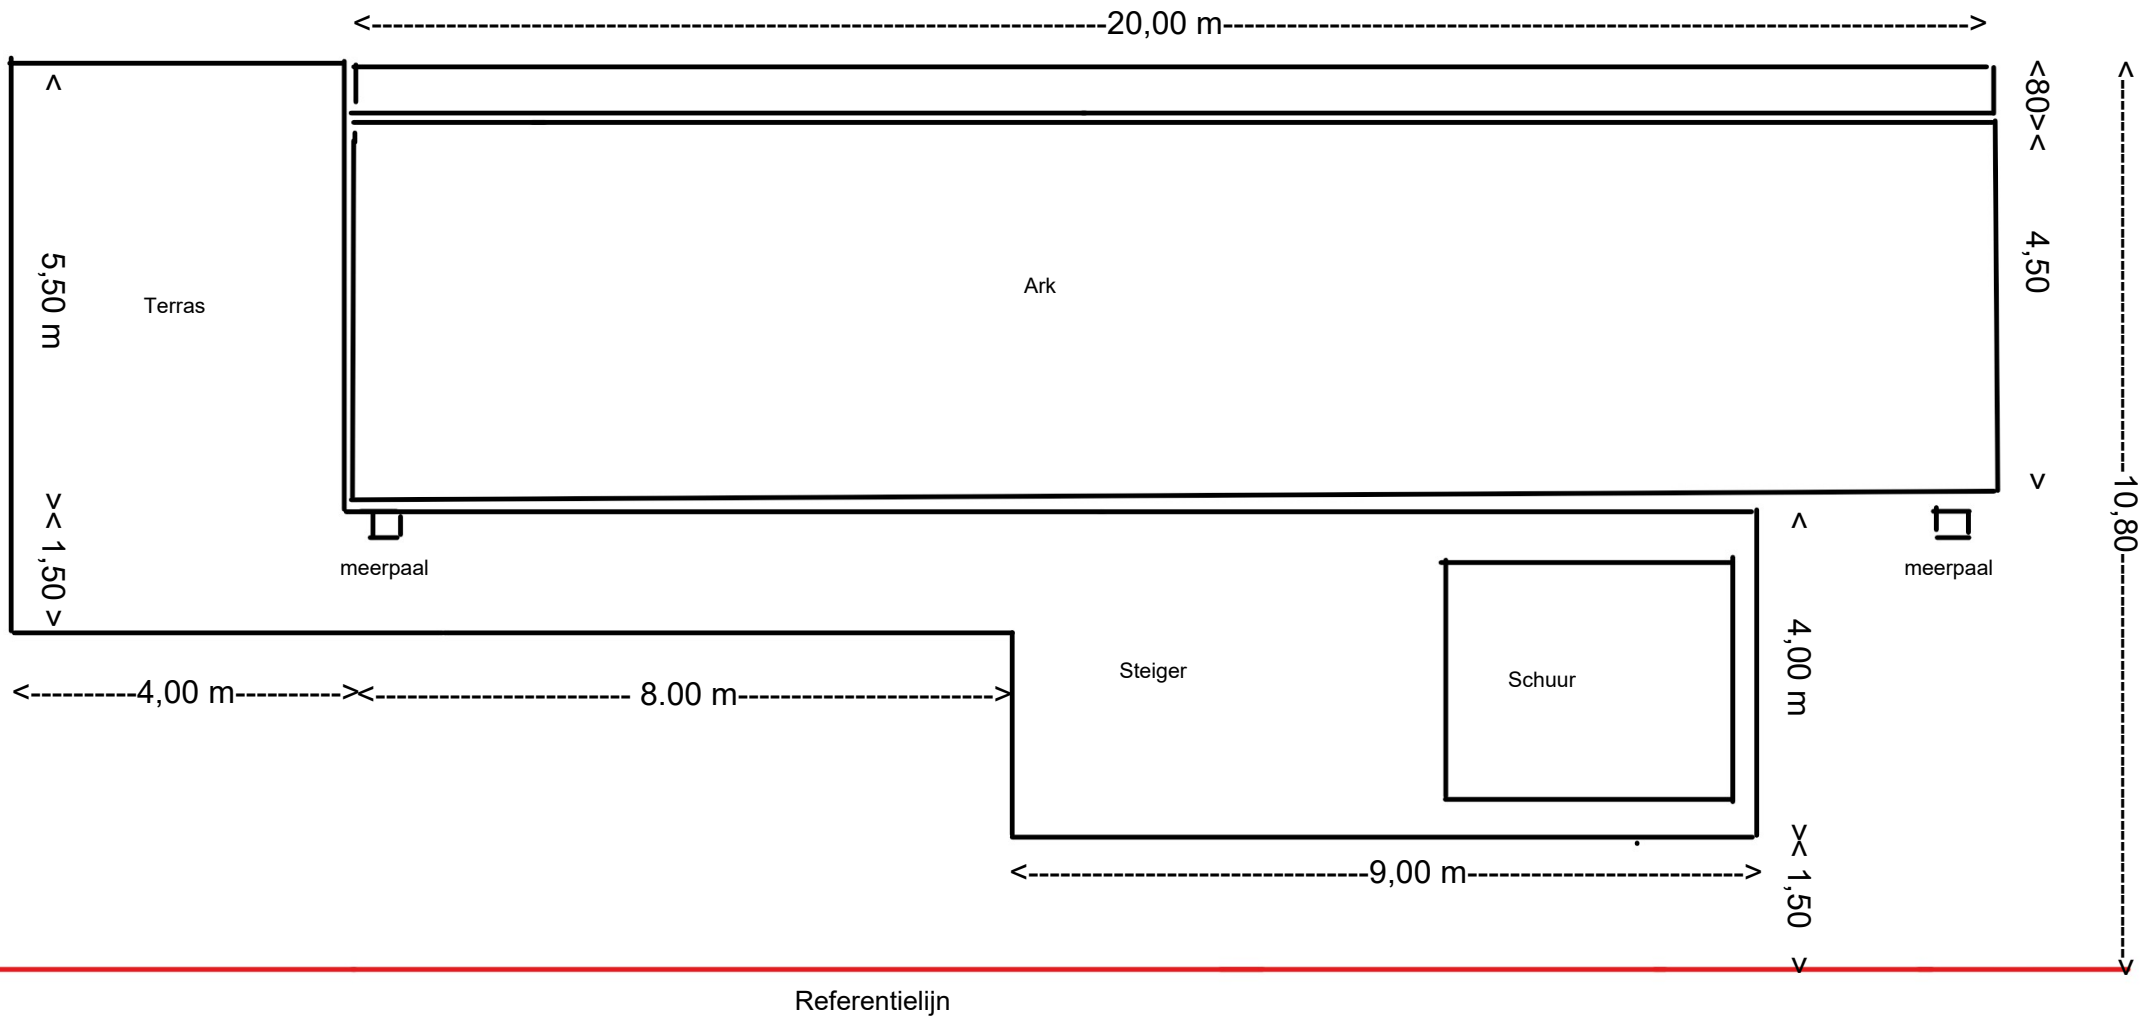 <--------------------20,00 m-------------------->
<80><
4,50
>
<
5,50 m
Terras
Ark
>< 1,50 >
meerpaal
meerpaal
<--------------------10,80-------------------->
<
4,00 m
Steiger
Schuur
<----------4,00 m---------->
<-------------------- 8.00 m-------------------->
<--------------------9,00 m-------------------->
>< 1,50 >
Referentielijn